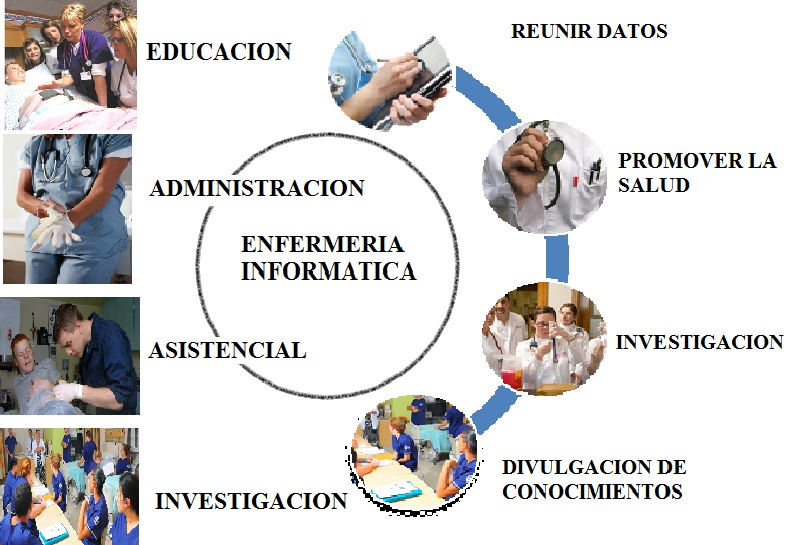 EDUCACION
ADMINISTRACION
ENFERMERIA
INFORMATICA
ASISTENCIAL
INVESTIGACION
REUNIR DATOS
PROMOVER LA
SALUD
INVESTIGACION
DIVULGACION DE
CONOCIMIENTOS